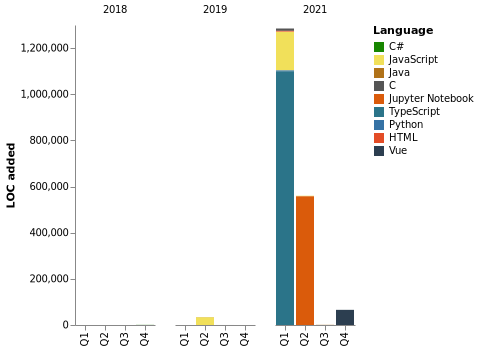 2018 2019 2021
Language
C#
JavaScript
Java
C
Jupyter Notebook
TypeScript
Python
HTML
Vue
LOC added
1,200,000
1,000,000
800,000
600,000
400,000
200,000
0
Q1 Q2 Q3 Q4 Q1 Q2 Q3 Q4 Q1 Q2 Q3 Q4